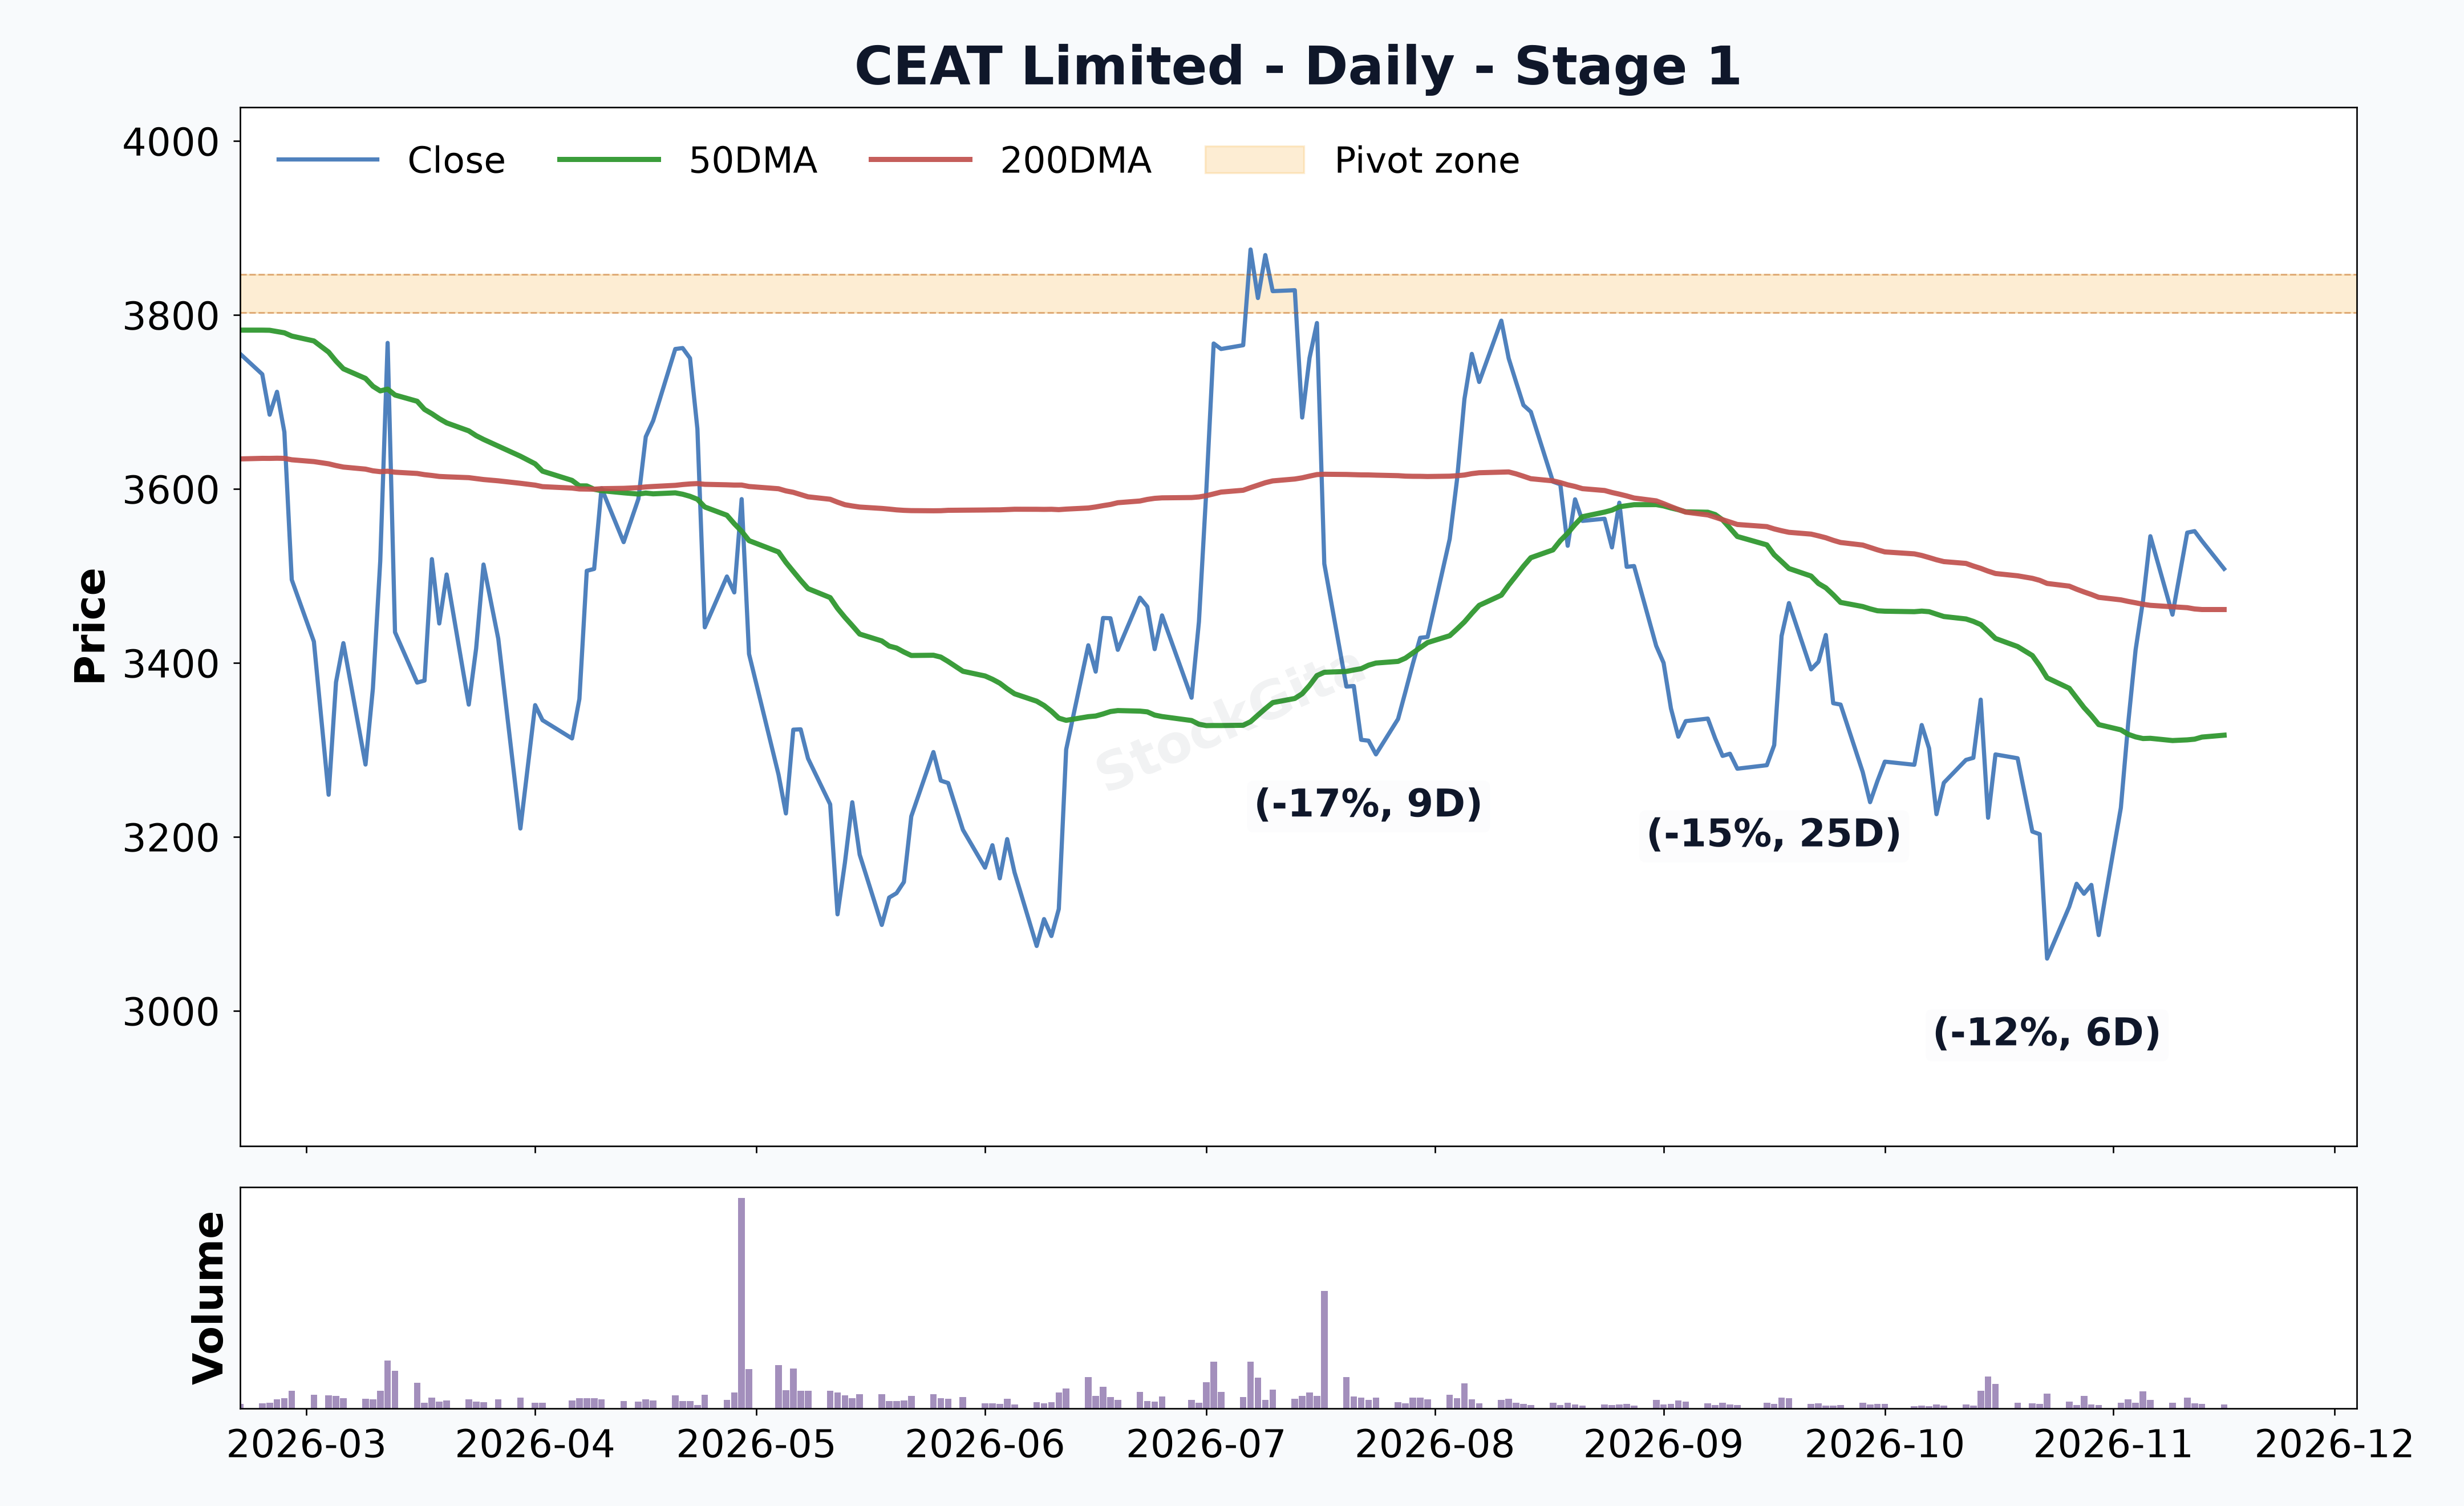 CEAT Limited - Daily - Stage 1
Close 50DMA 200DMA Pivot zone
4000
3800
3600
3400
3200
3000
Price
StockGita
(-17%, 9D)
(-15%, 25D)
(-12%, 6D)
Volume
2026-03 2026-04 2026-05 2026-06 2026-07 2026-08 2026-09 2026-10 2026-11 2026-12